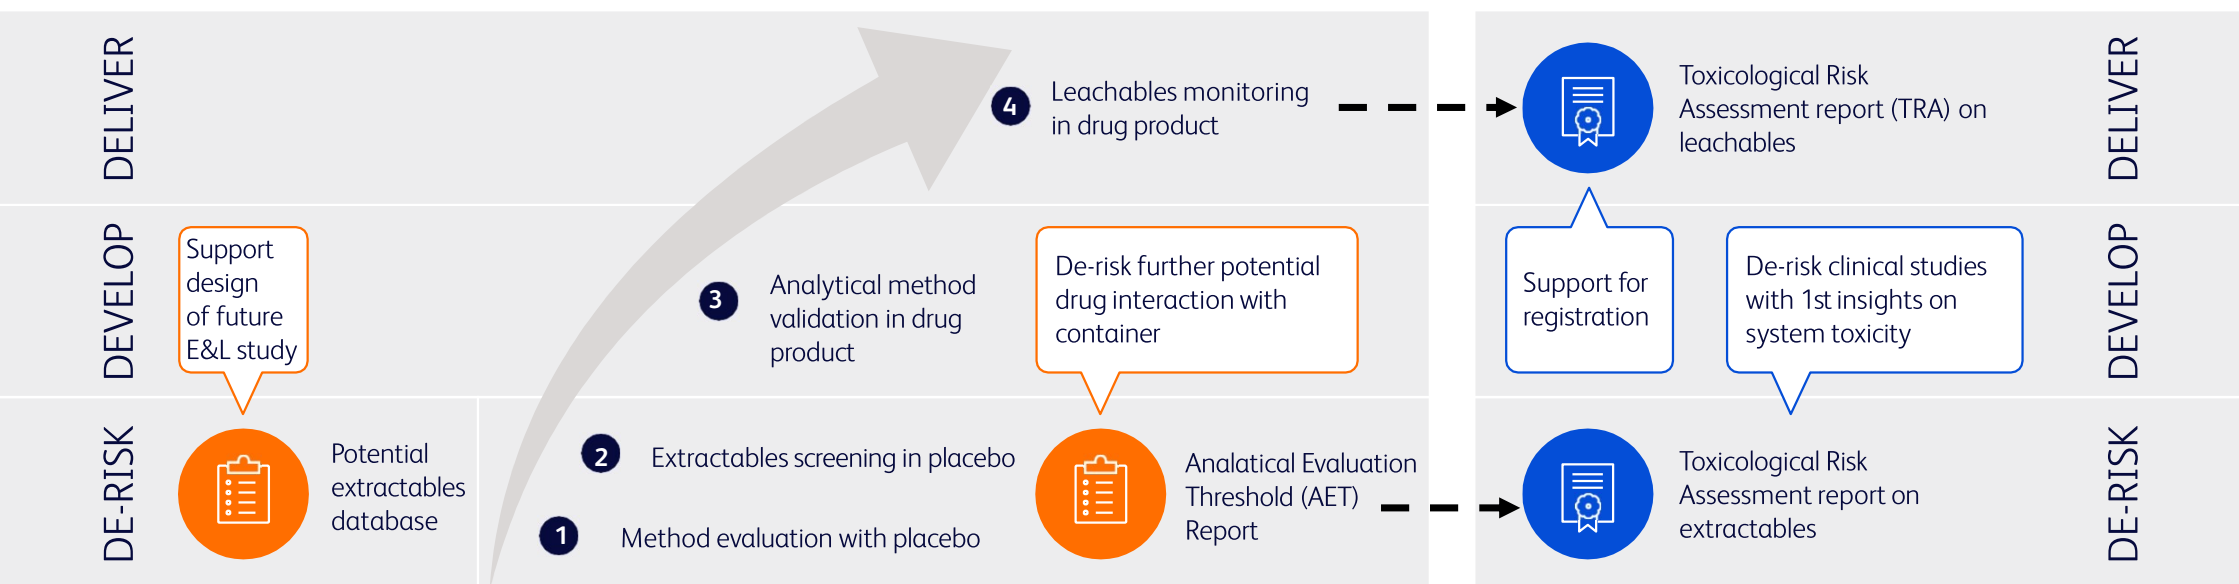 DELIVER
4
Leachables monitoring
in drug product
Toxicological Risk
Assessment report (TRA) on
leachables
DELIVER
DEVELOP
Support
design
of future
E&L study
3
Analytical method
validation in drug
product
De-risk further potential
drug interaction with
container
Support for
registration
De-risk clinical studies
with 1st insights on
system toxicity
DEVELOP
DE-RISK
Potential
extractables
database
2
Extractables screening in placebo
1
Method evaluation with placebo
Analatical Evaluation
Threshold (AET)
Report
Toxicological Risk
Assessment report on
extractables
DE-RISK